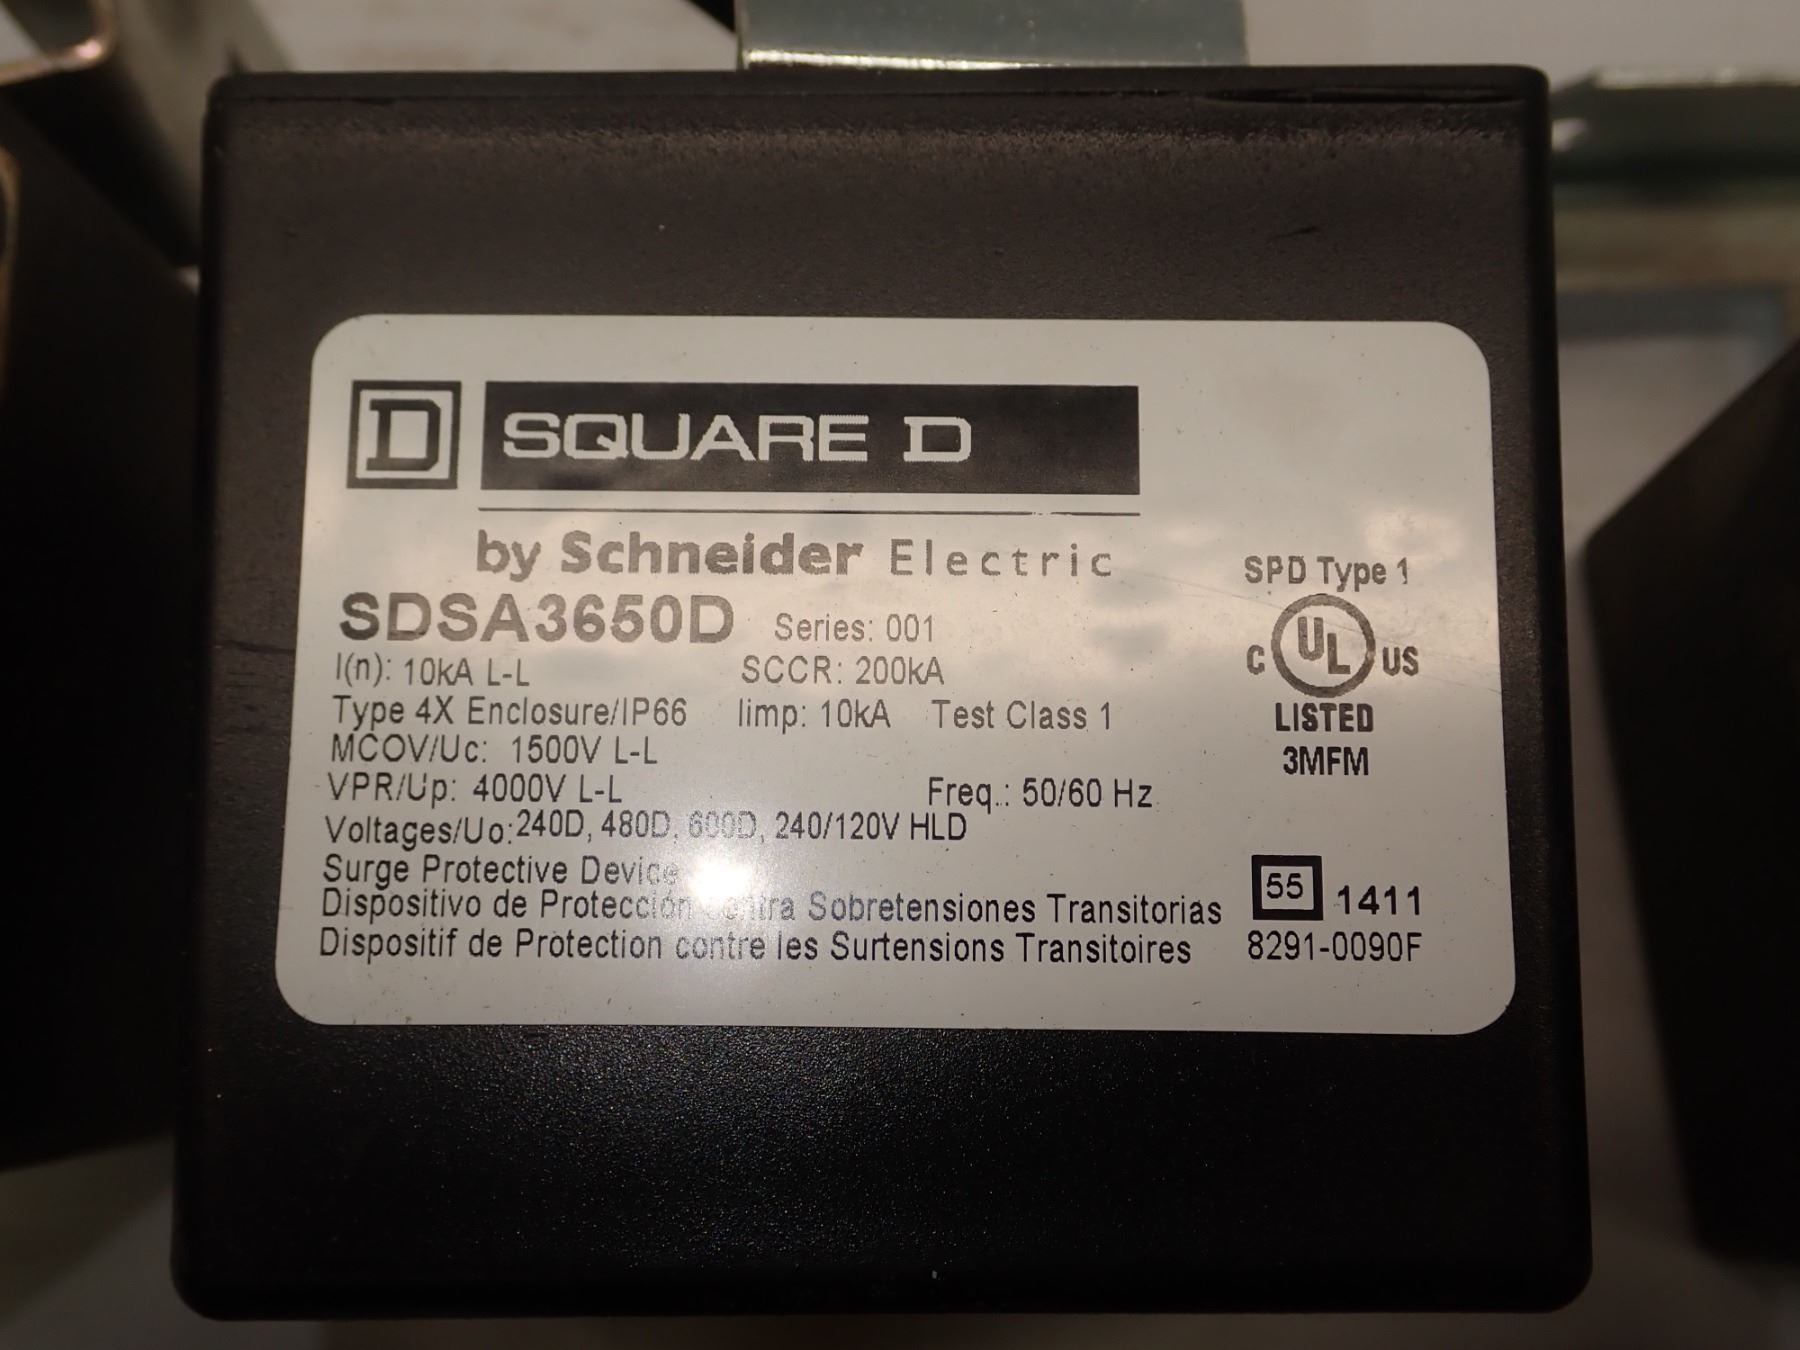 D SQUARE D
by Schneider Electric
SPD Type 1
SDSA3650D Series: 001
C UL US
I(n): 10kA L-L SCCR: 200kA
Type 4X Enclosure/IP66 Iimp: 10kA Test Class 1
LISTED
MCOV/Uc: 1500V L-L
3MFM
VPR/Up: 4000V L-L Freq.: 50/60 Hz
Voltages/Uo:240D, 480D, 600D, 240/120V HLD
Surge Protective Device
Dispositivo de Protección contra Sobretensiones Transitorias
55 1411
Dispositif de Protection contre les Surtensions Transitoires
8291-0090F